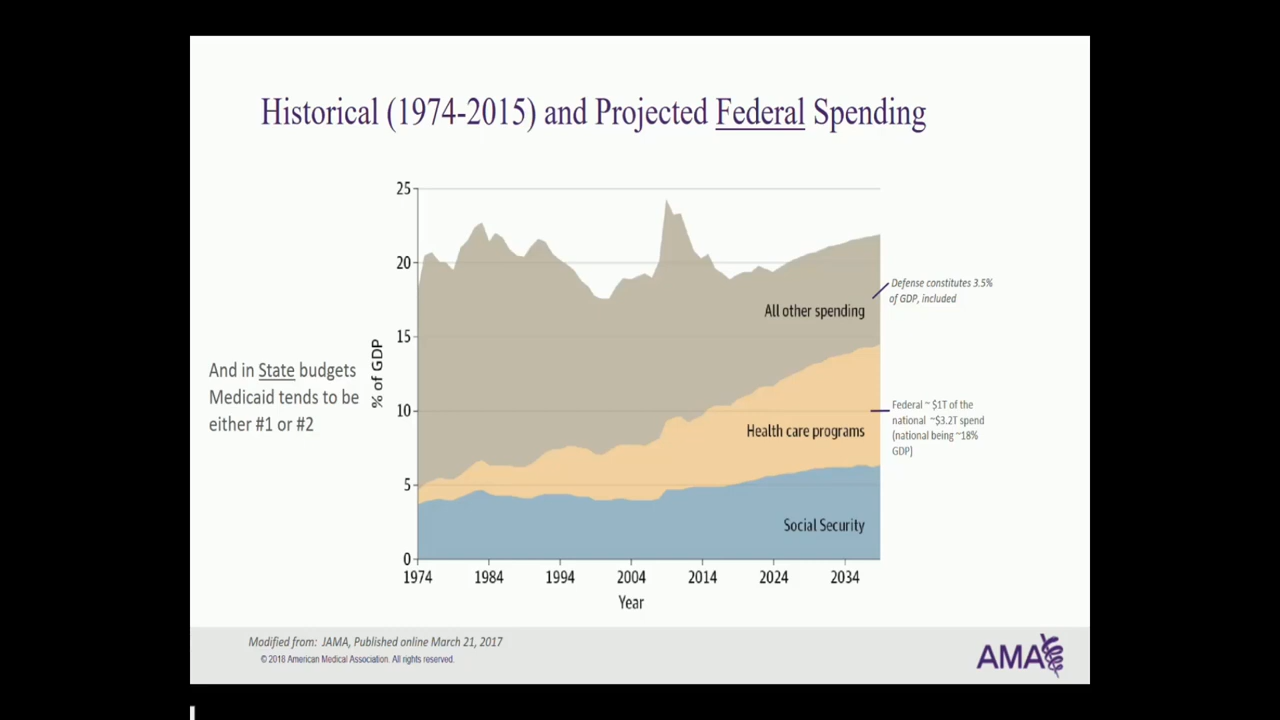 Historical (1974-2015) and Projected Federal Spending
25
20
15
10
5
0
% of GDP
1974
1984
1994
2004
2014
2024
2034
Year
All other spending
Health care programs
Social Security
Defense constitutes 3.5%
of GDP, included
Federal ~ $1T of the
national ~$3.2T spend
(national being ~18%
GDP)
And in State budgets
Medicaid tends to be
either #1 or #2
Modified from: JAMA, Published online March 21, 2017
© 2018 American Medical Association. All rights reserved.
AMA